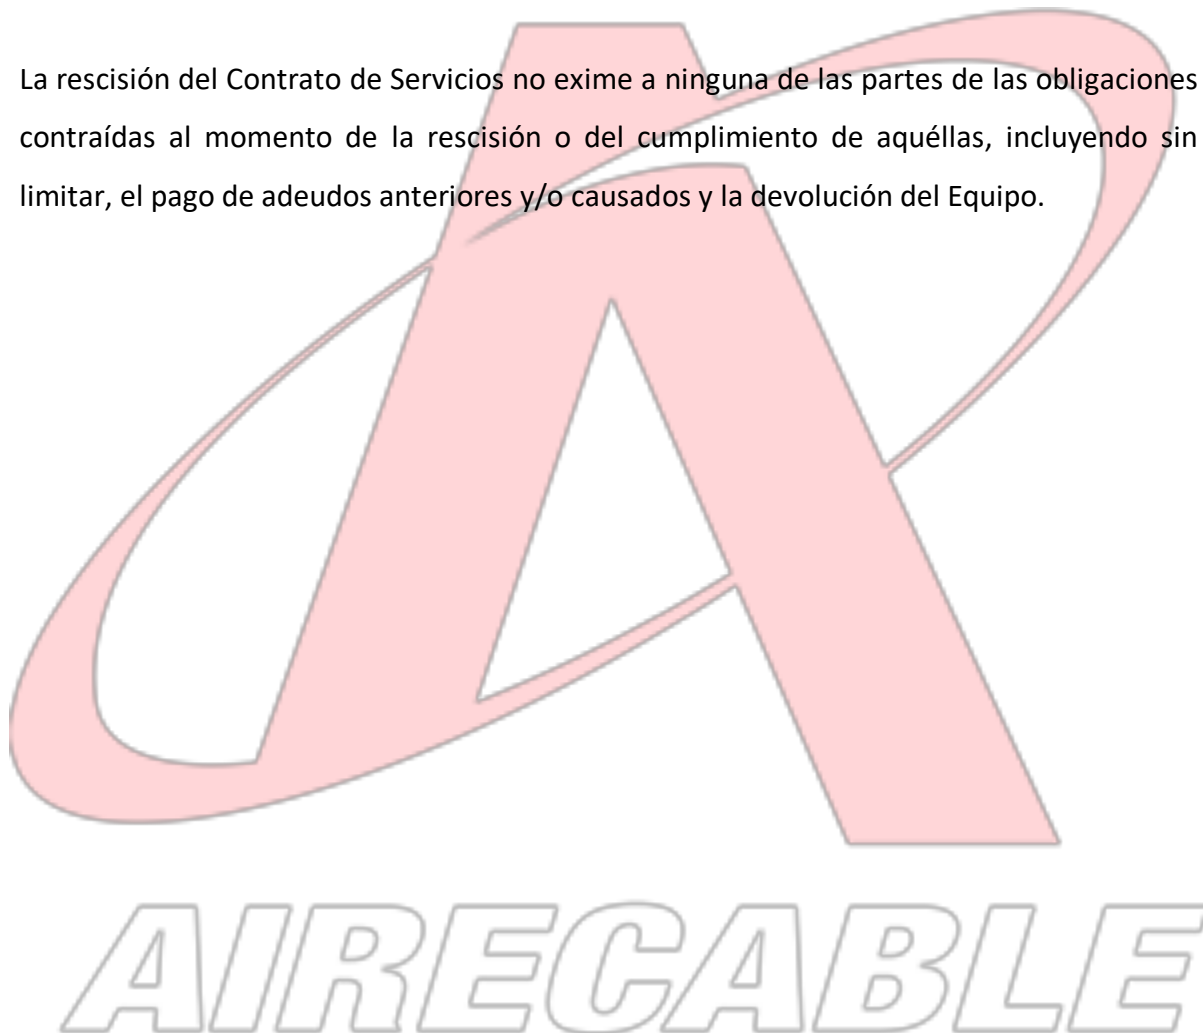 La rescisión del Contrato de Servicios no exime a ninguna de las partes de las obligaciones
contraídas al momento de la rescisión o del cumplimiento de aquéllas, incluyendo sin
limitar, el pago de adeudos anteriores y/o causados y la devolución del Equipo.
AIRECABLE